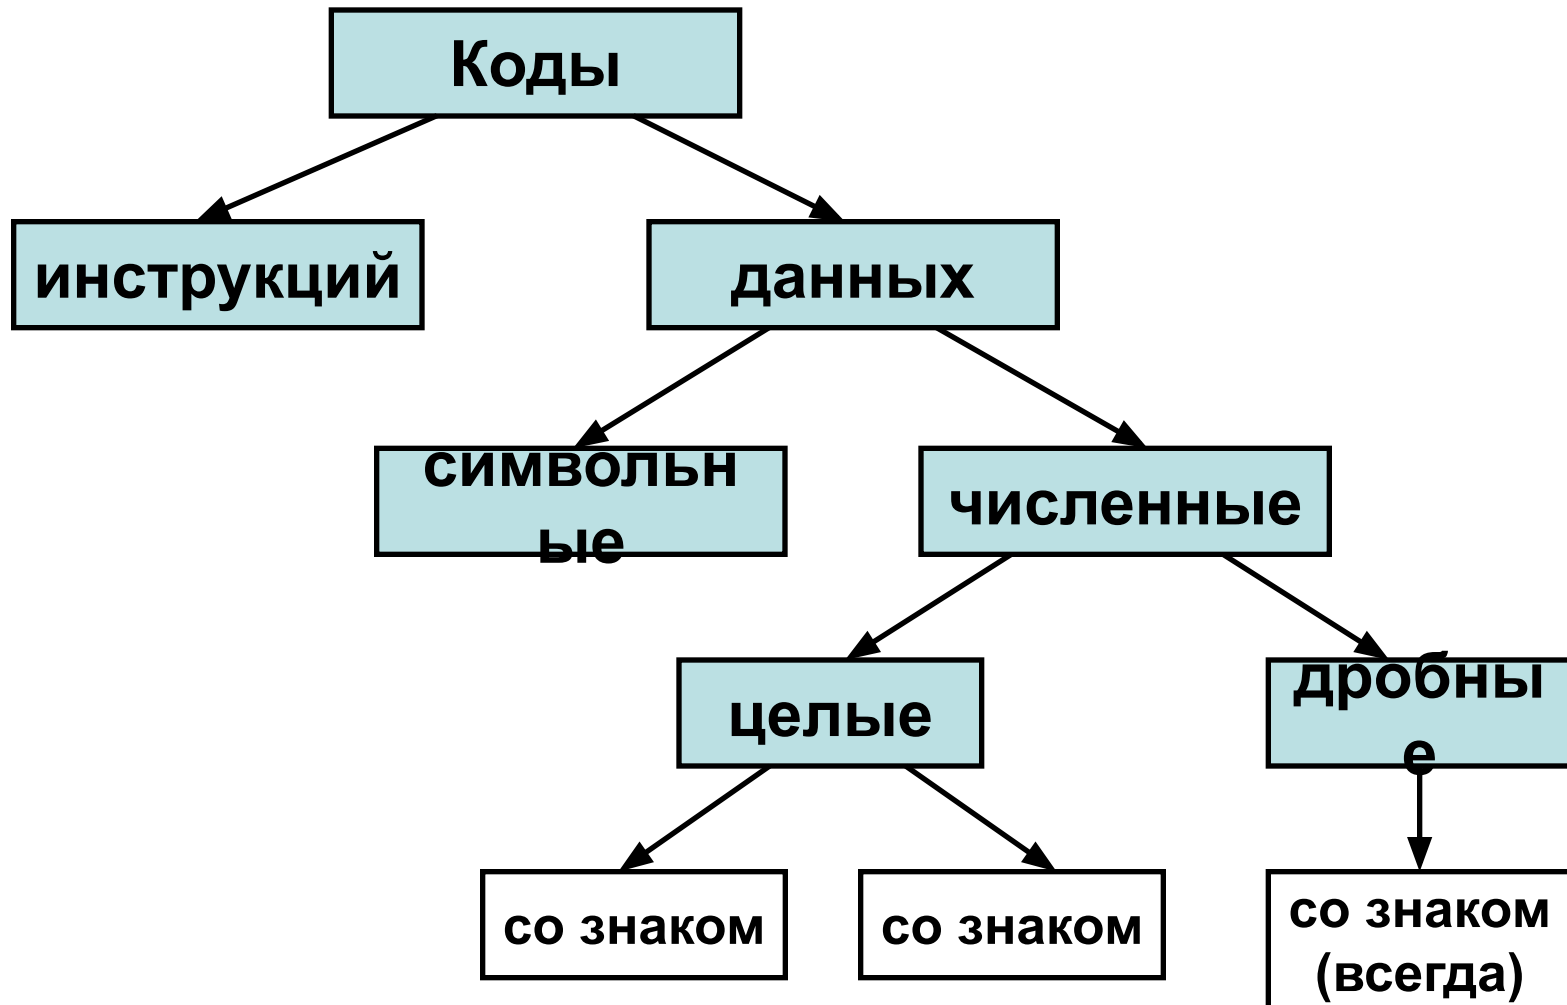 Коды
инструкций
данных
символьн
ые
численные
целые
дробны
е
со знаком
со знаком
со знаком
(всегда)